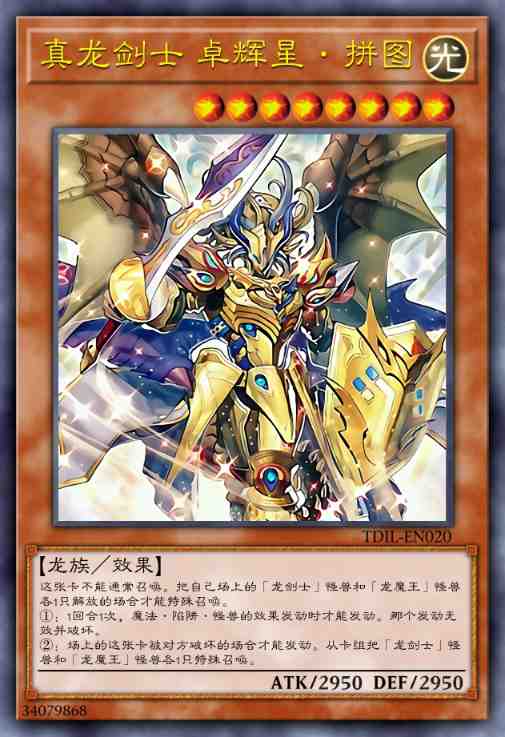 真龙剑士 卓辉星·拼图
光
TDIL-EN020
【龙族／效果】
这张卡不能通常召唤。把自己场上的「龙剑士」怪兽和「龙魔王」怪兽
各1只解放的场合才能特殊召唤。
①：1回合1次，魔法·陷阱·怪兽的效果发动时才能发动。那个发动无
效并破坏。
②：场上的这张卡被对方破坏的场合才能发动。从卡组把「龙剑士」怪
兽和「龙魔王」怪兽各1只特殊召唤。
ATK/2950 DEF/2950
34079868